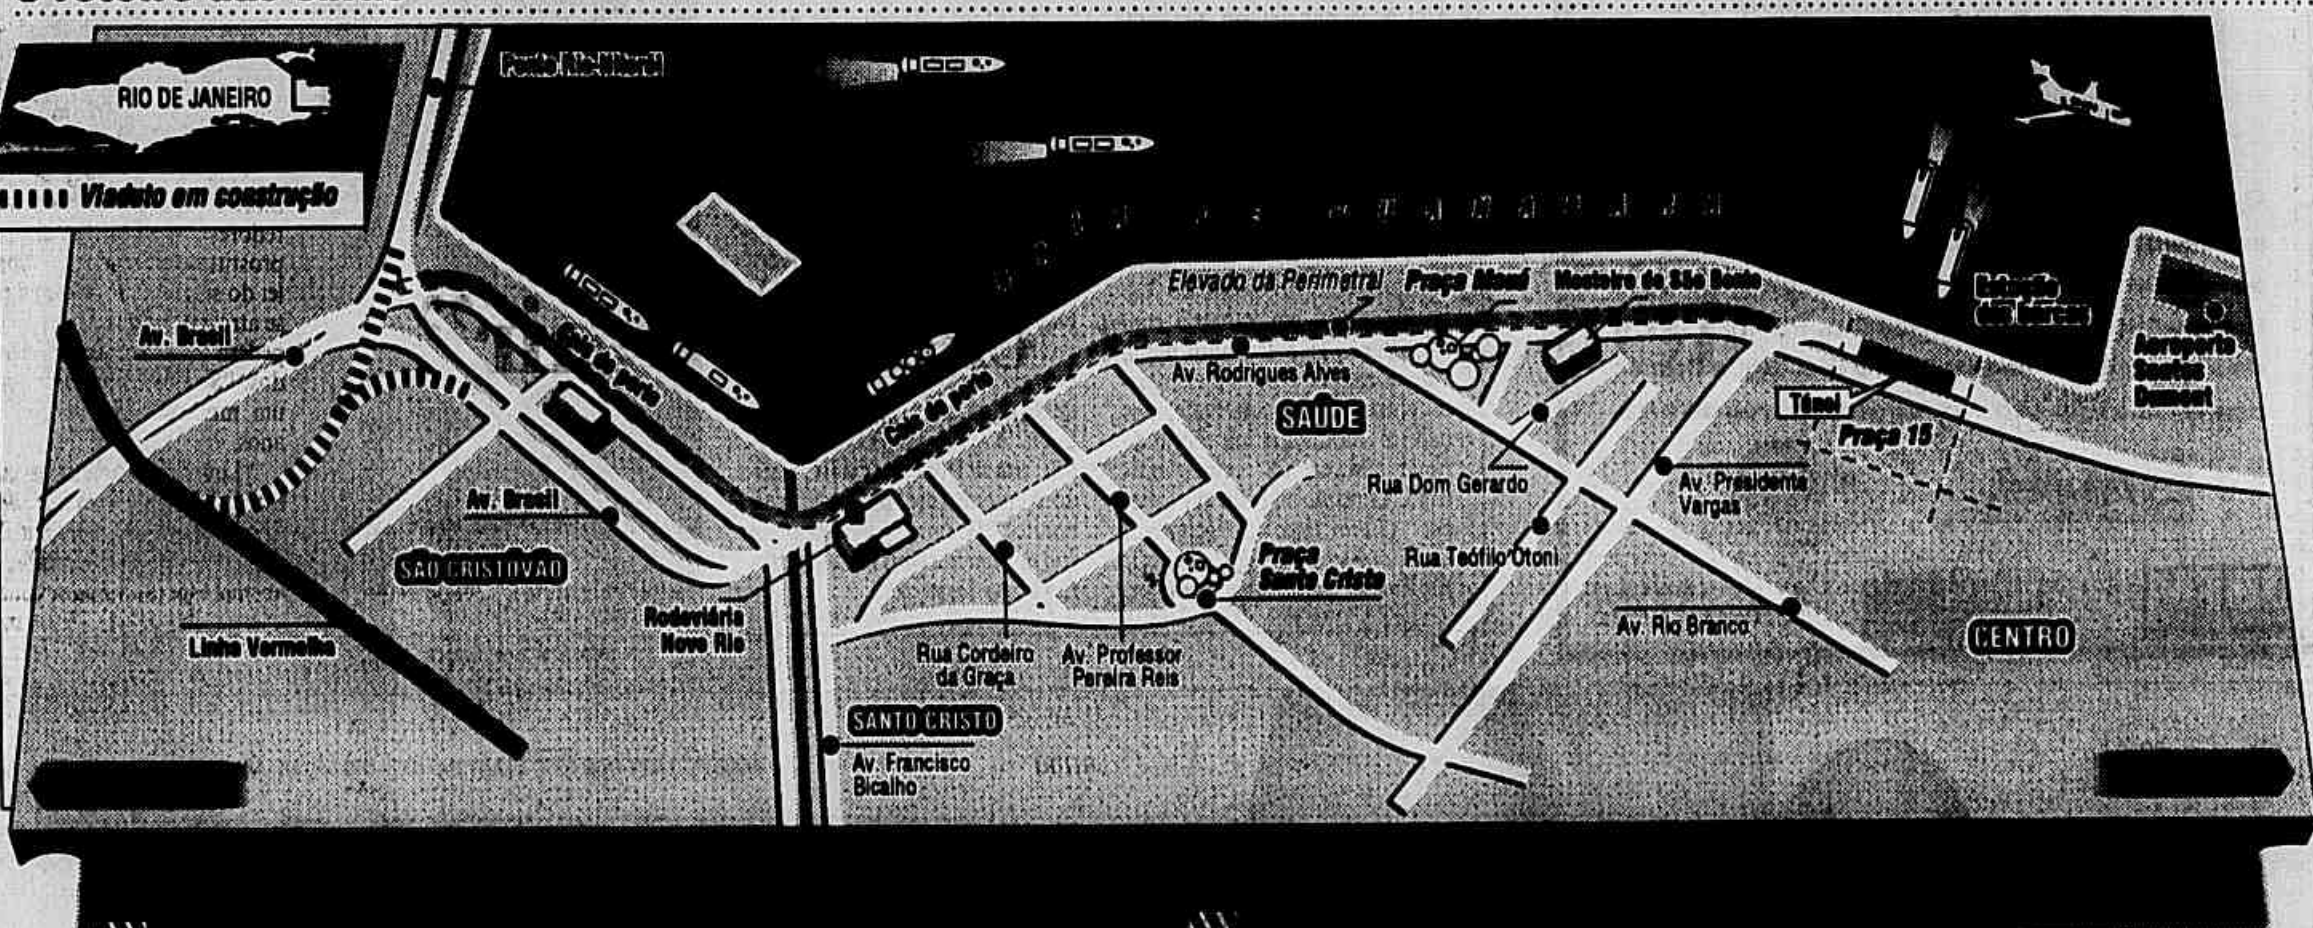 Ponte Rio-Niterói
RIO DE JANEIRO
Viaduto em construção
Av. Brasil
Cais do porto
Cais do porto
Elevado da Perimetral
Praça Mauá
Mosteiro de São Bento
Estação
das barcas
Aeroporto
Santos
Dumont
Av. Rodrigues Alves
SAÚDE
Túnel
Praça 15
Rua Dom Gerardo
Av. Presidente
Vargas
Av. Brasil
SÃO CRISTÓVÃO
Rua Teófilo Otoni
Praça
Santo Cristo
Linha Vermelha
Rodoviária
Novo Rio
Rua Cordeiro
da Graça
Av. Professor
Pereira Reis
Av. Rio Branco
CENTRO
SANTO CRISTO
Av. Francisco
Bicalho